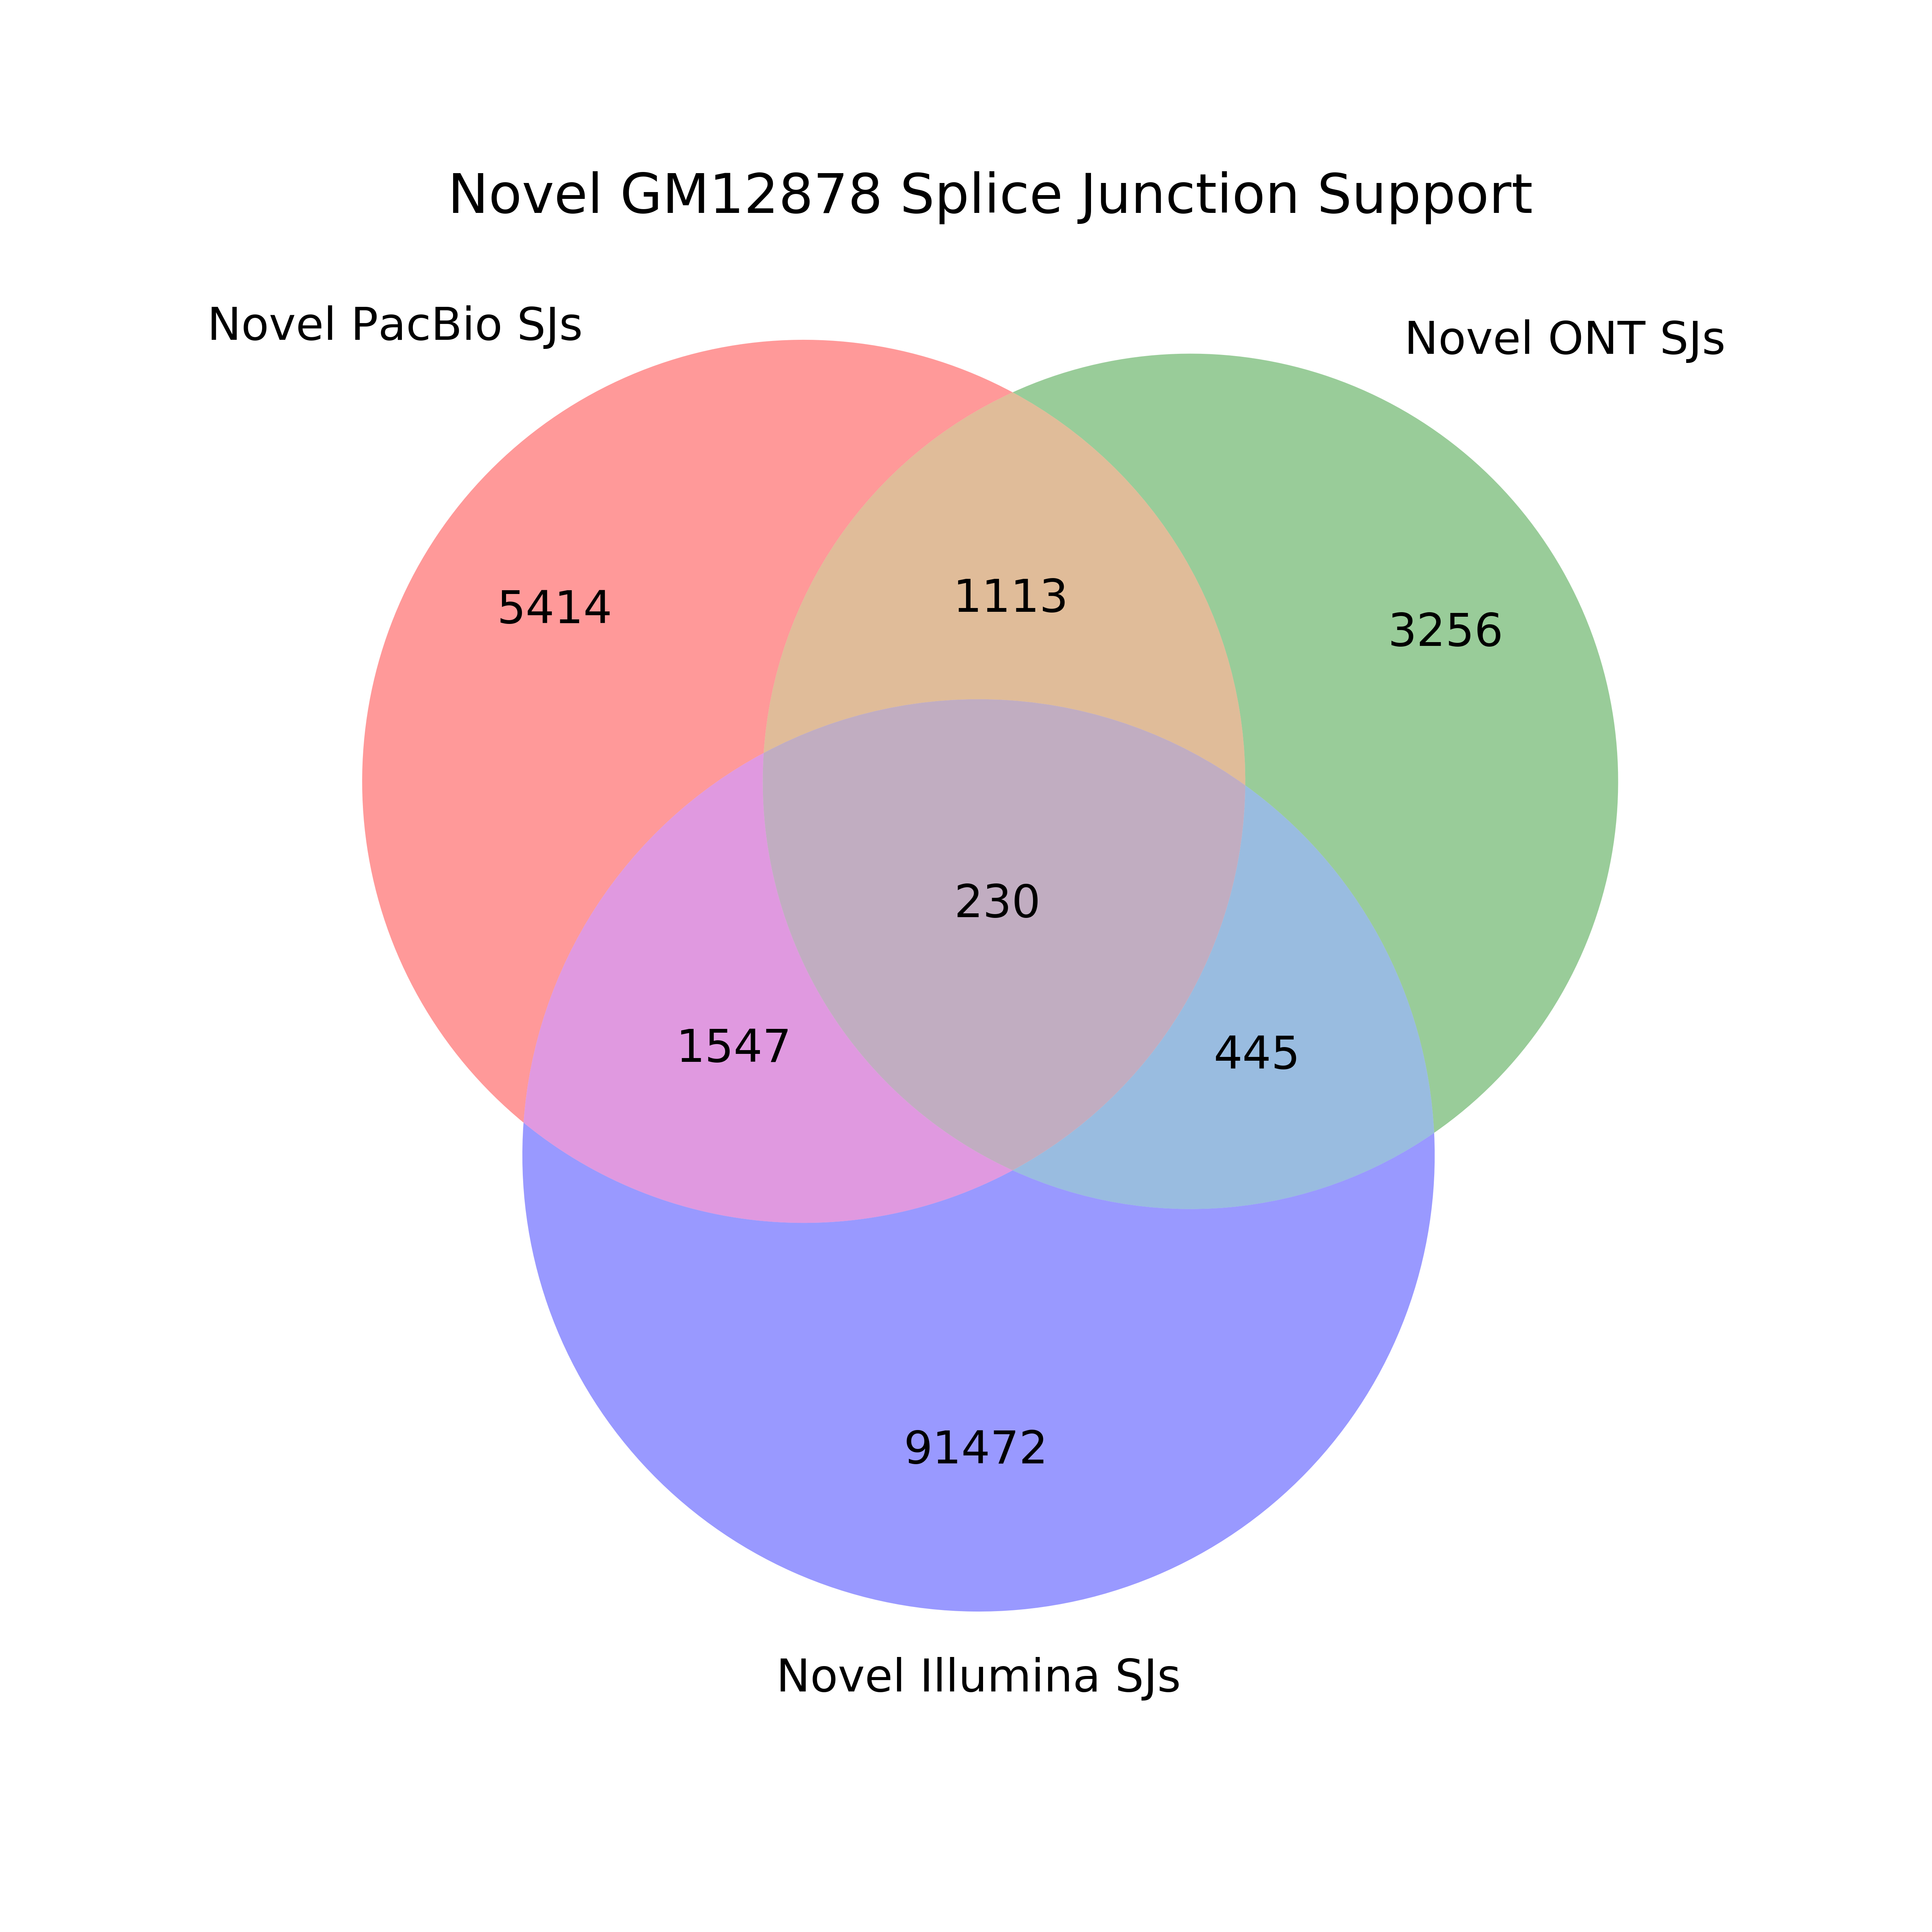 Novel GM12878 Splice Junction Support
Novel PacBio SJs
Novel ONT SJs
5414
1113
3256
230
1547
445
91472
Novel Illumina SJs